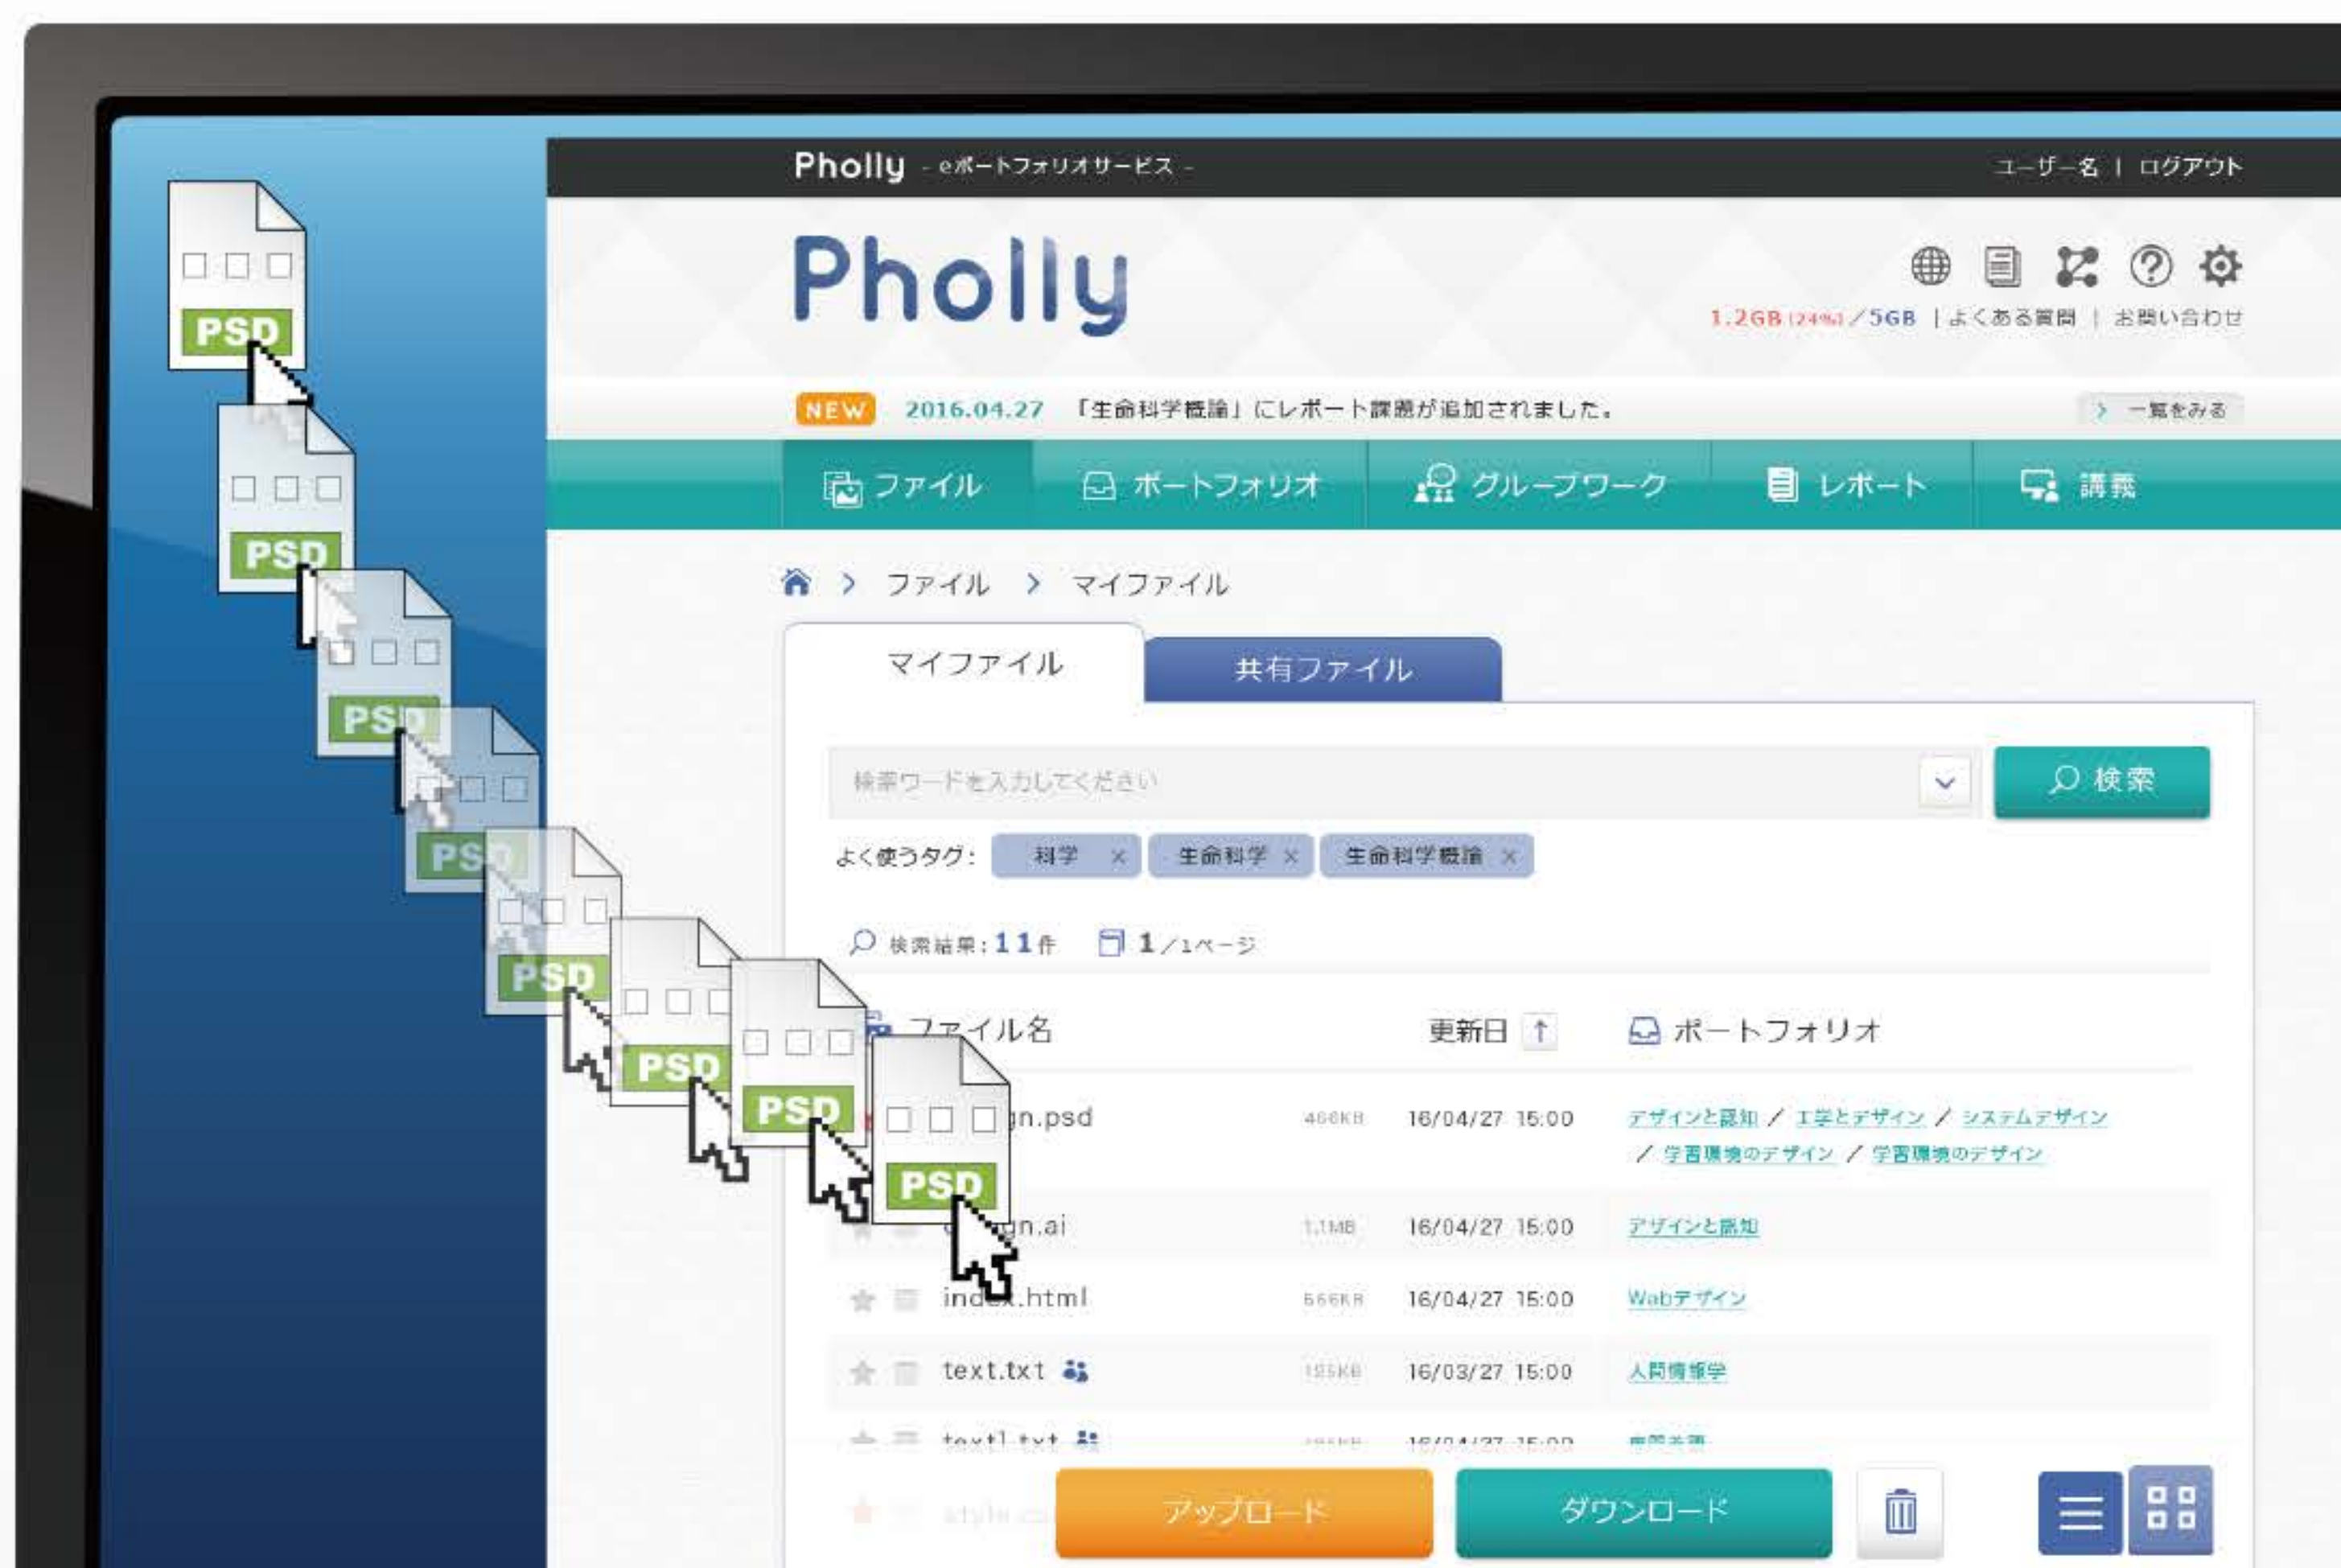 Pholly - eポートフォリオサービス -
ユーザー名 | ログアウト
Pholly
1.2GB (24%) / 5GB | よくある質問 | お問い合わせ
NEW 2016.04.27 「生命科学概論」にレポート課題が追加されました。
> 一覧をみる
ファイル ポートフォリオ グループワーク レポート 講義
> ファイル > マイファイル
マイファイル 共有ファイル
検索ワードを入力してください
検索
よく使うタグ: 科学 × 生命科学 × 生命科学概論 ×
検索結果:11件 1/1ページ
ファイル名 更新日 ↑ ポートフォリオ
gn.psd 466KB 16/04/27 15:00 デザインと認知 / 工学とデザイン / システムデザイン
/ 学習環境のデザイン / 学習環境のデザイン
gn.ai 1.1MB 16/04/27 15:00 デザインと認知
index.html 566KB 16/04/27 15:00 Webデザイン
text.txt 125KB 16/03/27 15:00 人間情報学
text1.txt 16/04/27 15:00
アップロード ダウンロード
PSD
PSD
PSD
PSD
PSD
PSD
PSD
PSD